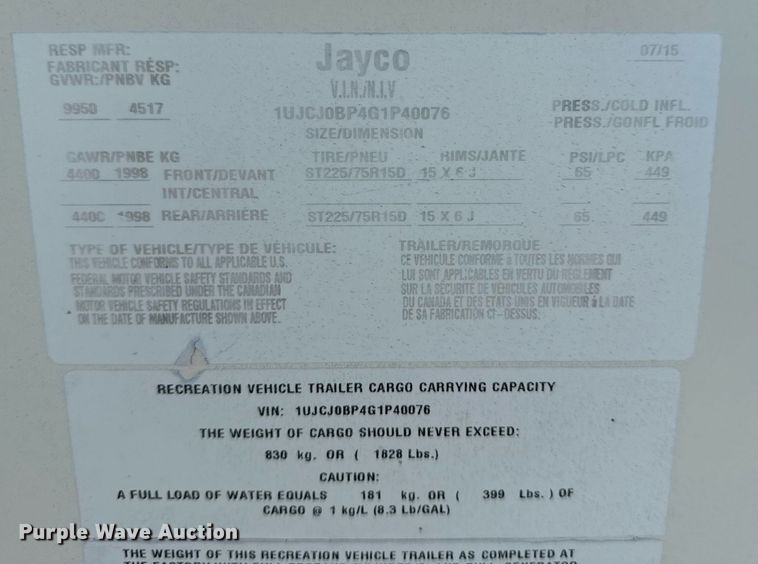 RESP MFR:
FABRICANT RÉSP:
GVWR:/PNBV KG
9950 4517
Jayco
V.I.N./N.I.V
1UJCJ0BP4G1P40076
SIZE/DIMENSION
07/15
PRESS./COLD INFL.
PRESS./GONFL FROID
GAWR/PNBE KG TIRE/PNEU RIMS/JANTE PSI/LPC KPA
4400 1998 FRONT/DEVANT ST225/75R15D 15 X 6 J 65 449
INT/CENTRAL
4400 1998 REAR/ARRIÈRE ST225/75R15D 15 X 6 J 65 449
TYPE OF VEHICLE/TYPE DE VÉHICULE: TRAILER/REMORQUE
THIS VEHICLE CONFORMS TO ALL APPLICABLE U.S.
FEDERAL MOTOR VEHICLE SAFETY STANDARDS AND
STANDARDS PRESCRIBED UNDER THE CANADIAN
MOTOR VEHICLE SAFETY REGULATIONS IN EFFECT
ON THE DATE OF MANUFACTURE SHOWN ABOVE.
CE VÉHICULE CONFORME à TOUTES LES NORMES QUI
LUI SONT APPLICABLES EN VERTU DU RÈGLEMENT
SUR LA SÉCURITÉ DE VÉHICULES AUTOMOBILES
DU CANADA ET DES ÉTATS UNIS EN VIGUEUR à LA DATE
DE SA FABRICATION CI-DESSUS:
RECREATION VEHICLE TRAILER CARGO CARRYING CAPACITY
VIN: 1UJCJ0BP4G1P40076
THE WEIGHT OF CARGO SHOULD NEVER EXCEED:
830 kg. OR ( 1828 Lbs.)
CAUTION:
A FULL LOAD OF WATER EQUALS 181 kg. OR ( 399 Lbs. ) OF
CARGO @ 1 kg/L (8.3 Lb/GAL)
Purple Wave Auction
THE WEIGHT OF THIS RECREATION VEHICLE TRAILER AS COMPLETED AT